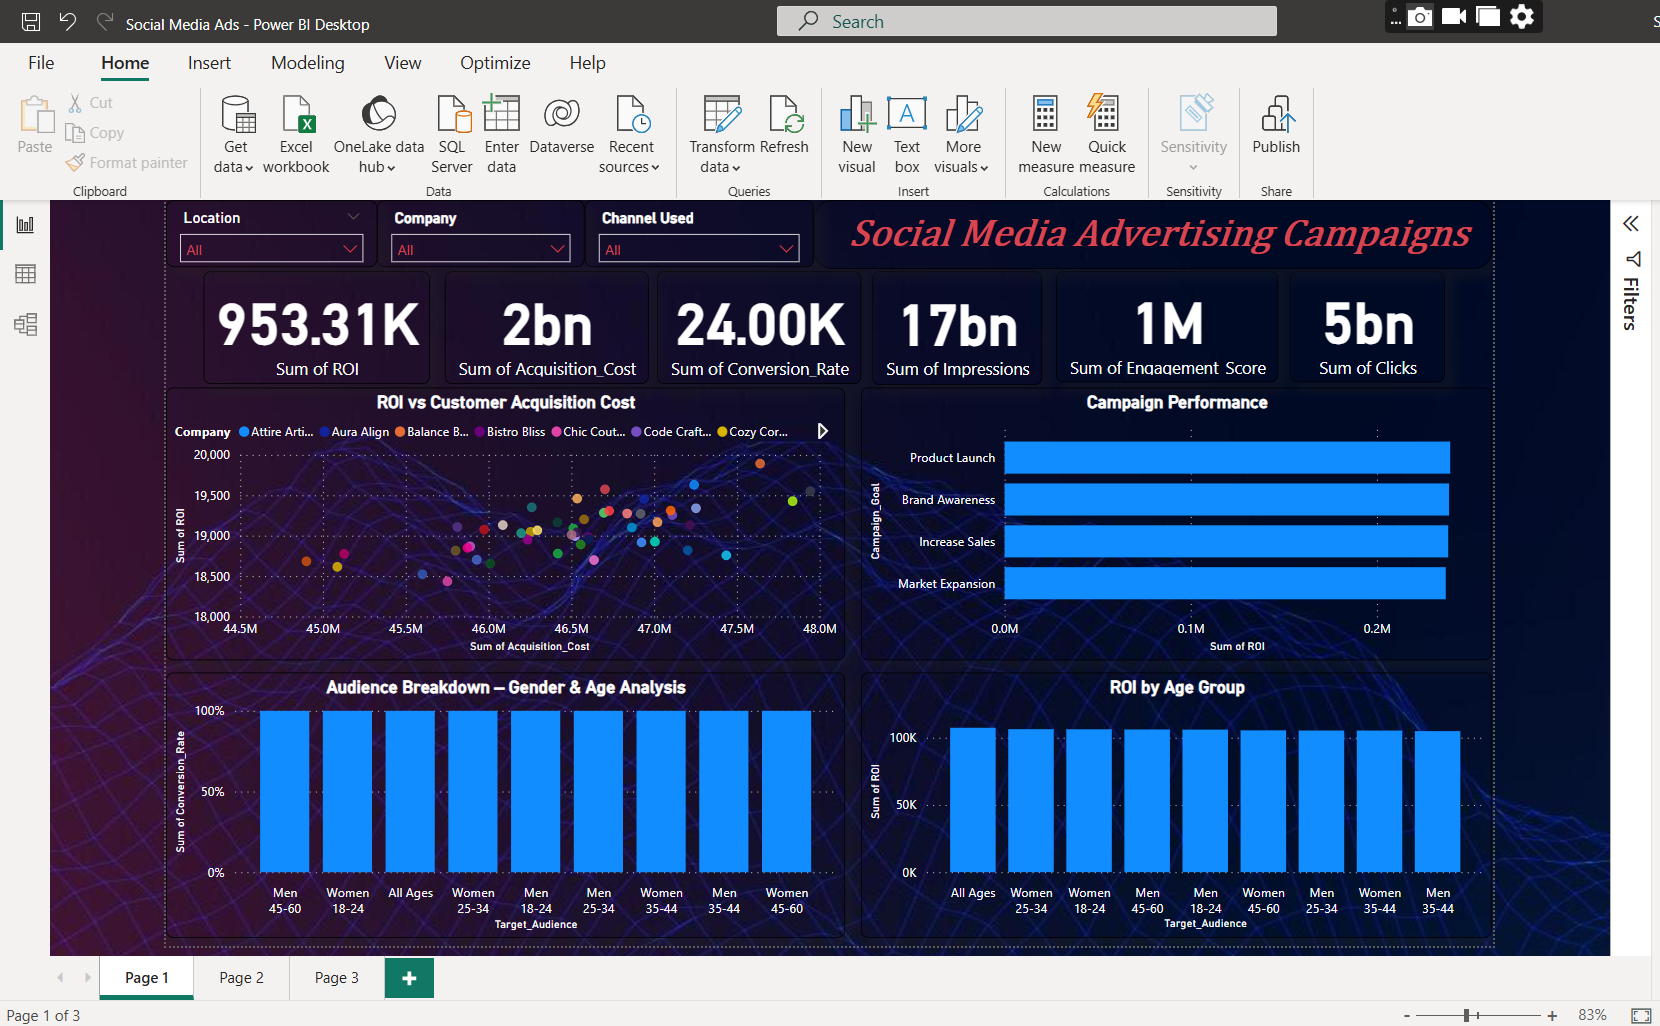 Social Media Ads - Power BI Desktop
Search
File Home Insert Modeling View Optimize Help
Paste
Cut
Copy
Format painter
Clipboard
Get data
Excel workbook
OneLake data hub
SQL Server
Enter data
Dataverse
Recent sources
Data
Transform data
Refresh
Queries
New visual
Text box
More visuals
Insert
New measure
Quick measure
Calculations
Sensitivity
Sensitivity
Publish
Share
Location
All
Company
All
Channel Used
All
Social Media Advertising Campaigns
953.31K
Sum of ROI
2bn
Sum of Acquisition_Cost
24.00K
Sum of Conversion_Rate
17bn
Sum of Impressions
1M
Sum of Engagement Score
5bn
Sum of Clicks
Filters
ROI vs Customer Acquisition Cost
Company Attire Arti... Aura Align Balance B... Bistro Bliss Chic Cout... Code Craft... Cozy Cor...
Sum of ROI
20,000
19,500
19,000
18,500
18,000
44.5M 45.0M 45.5M 46.0M 46.5M 47.0M 47.5M 48.0M
Sum of Acquisition_Cost
Campaign Performance
Campaign_Goal
Product Launch
Brand Awareness
Increase Sales
Market Expansion
0.0M 0.1M 0.2M
Sum of ROI
Audience Breakdown – Gender & Age Analysis
Sum of Conversion_Rate
100%
50%
0%
Men 45-60
Women 18-24
All Ages
Women 25-34
Men 18-24
Men 25-34
Women 35-44
Men 35-44
Women 45-60
Target_Audience
ROI by Age Group
Sum of ROI
100K
50K
0K
All Ages
Women 25-34
Women 18-24
Men 45-60
Men 18-24
Women 45-60
Men 25-34
Women 35-44
Men 35-44
Target_Audience
Page 1 Page 2 Page 3
Page 1 of 3
83%